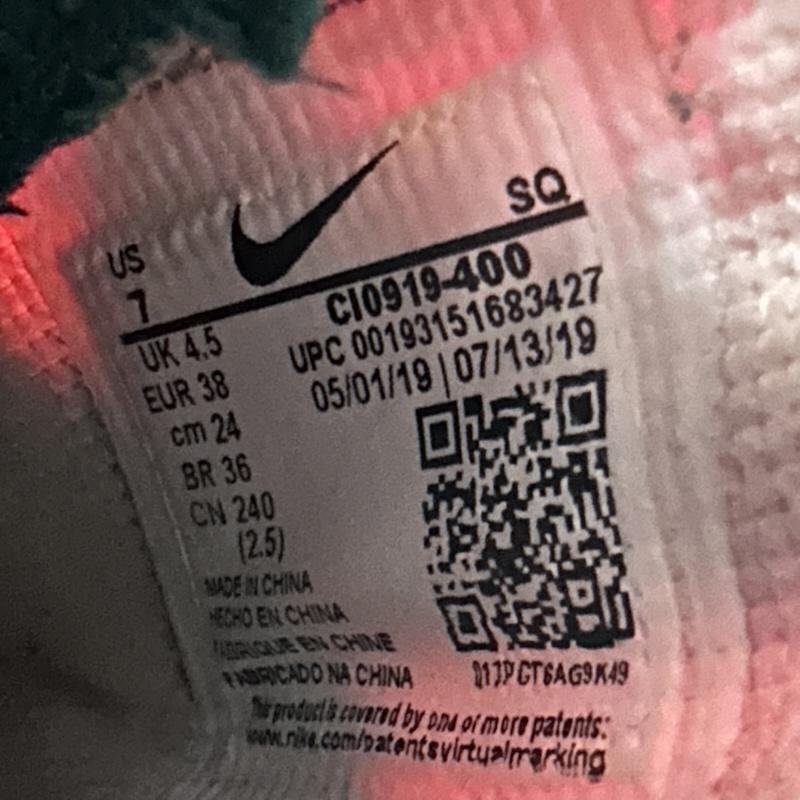 SQ
US
7
CI0919-400
UPC 00193151683427
05/01/19 | 07/13/19
UK 4.5
EUR 38
cm 24
BR 36
CN 240
(2.5)
MADE IN CHINA
HECHO EN CHINA
FABRIQUE EN CHINE
FABRICADO NA CHINA
This product is covered by one or more patents:
www.nike.com/patentsvirtualmarking